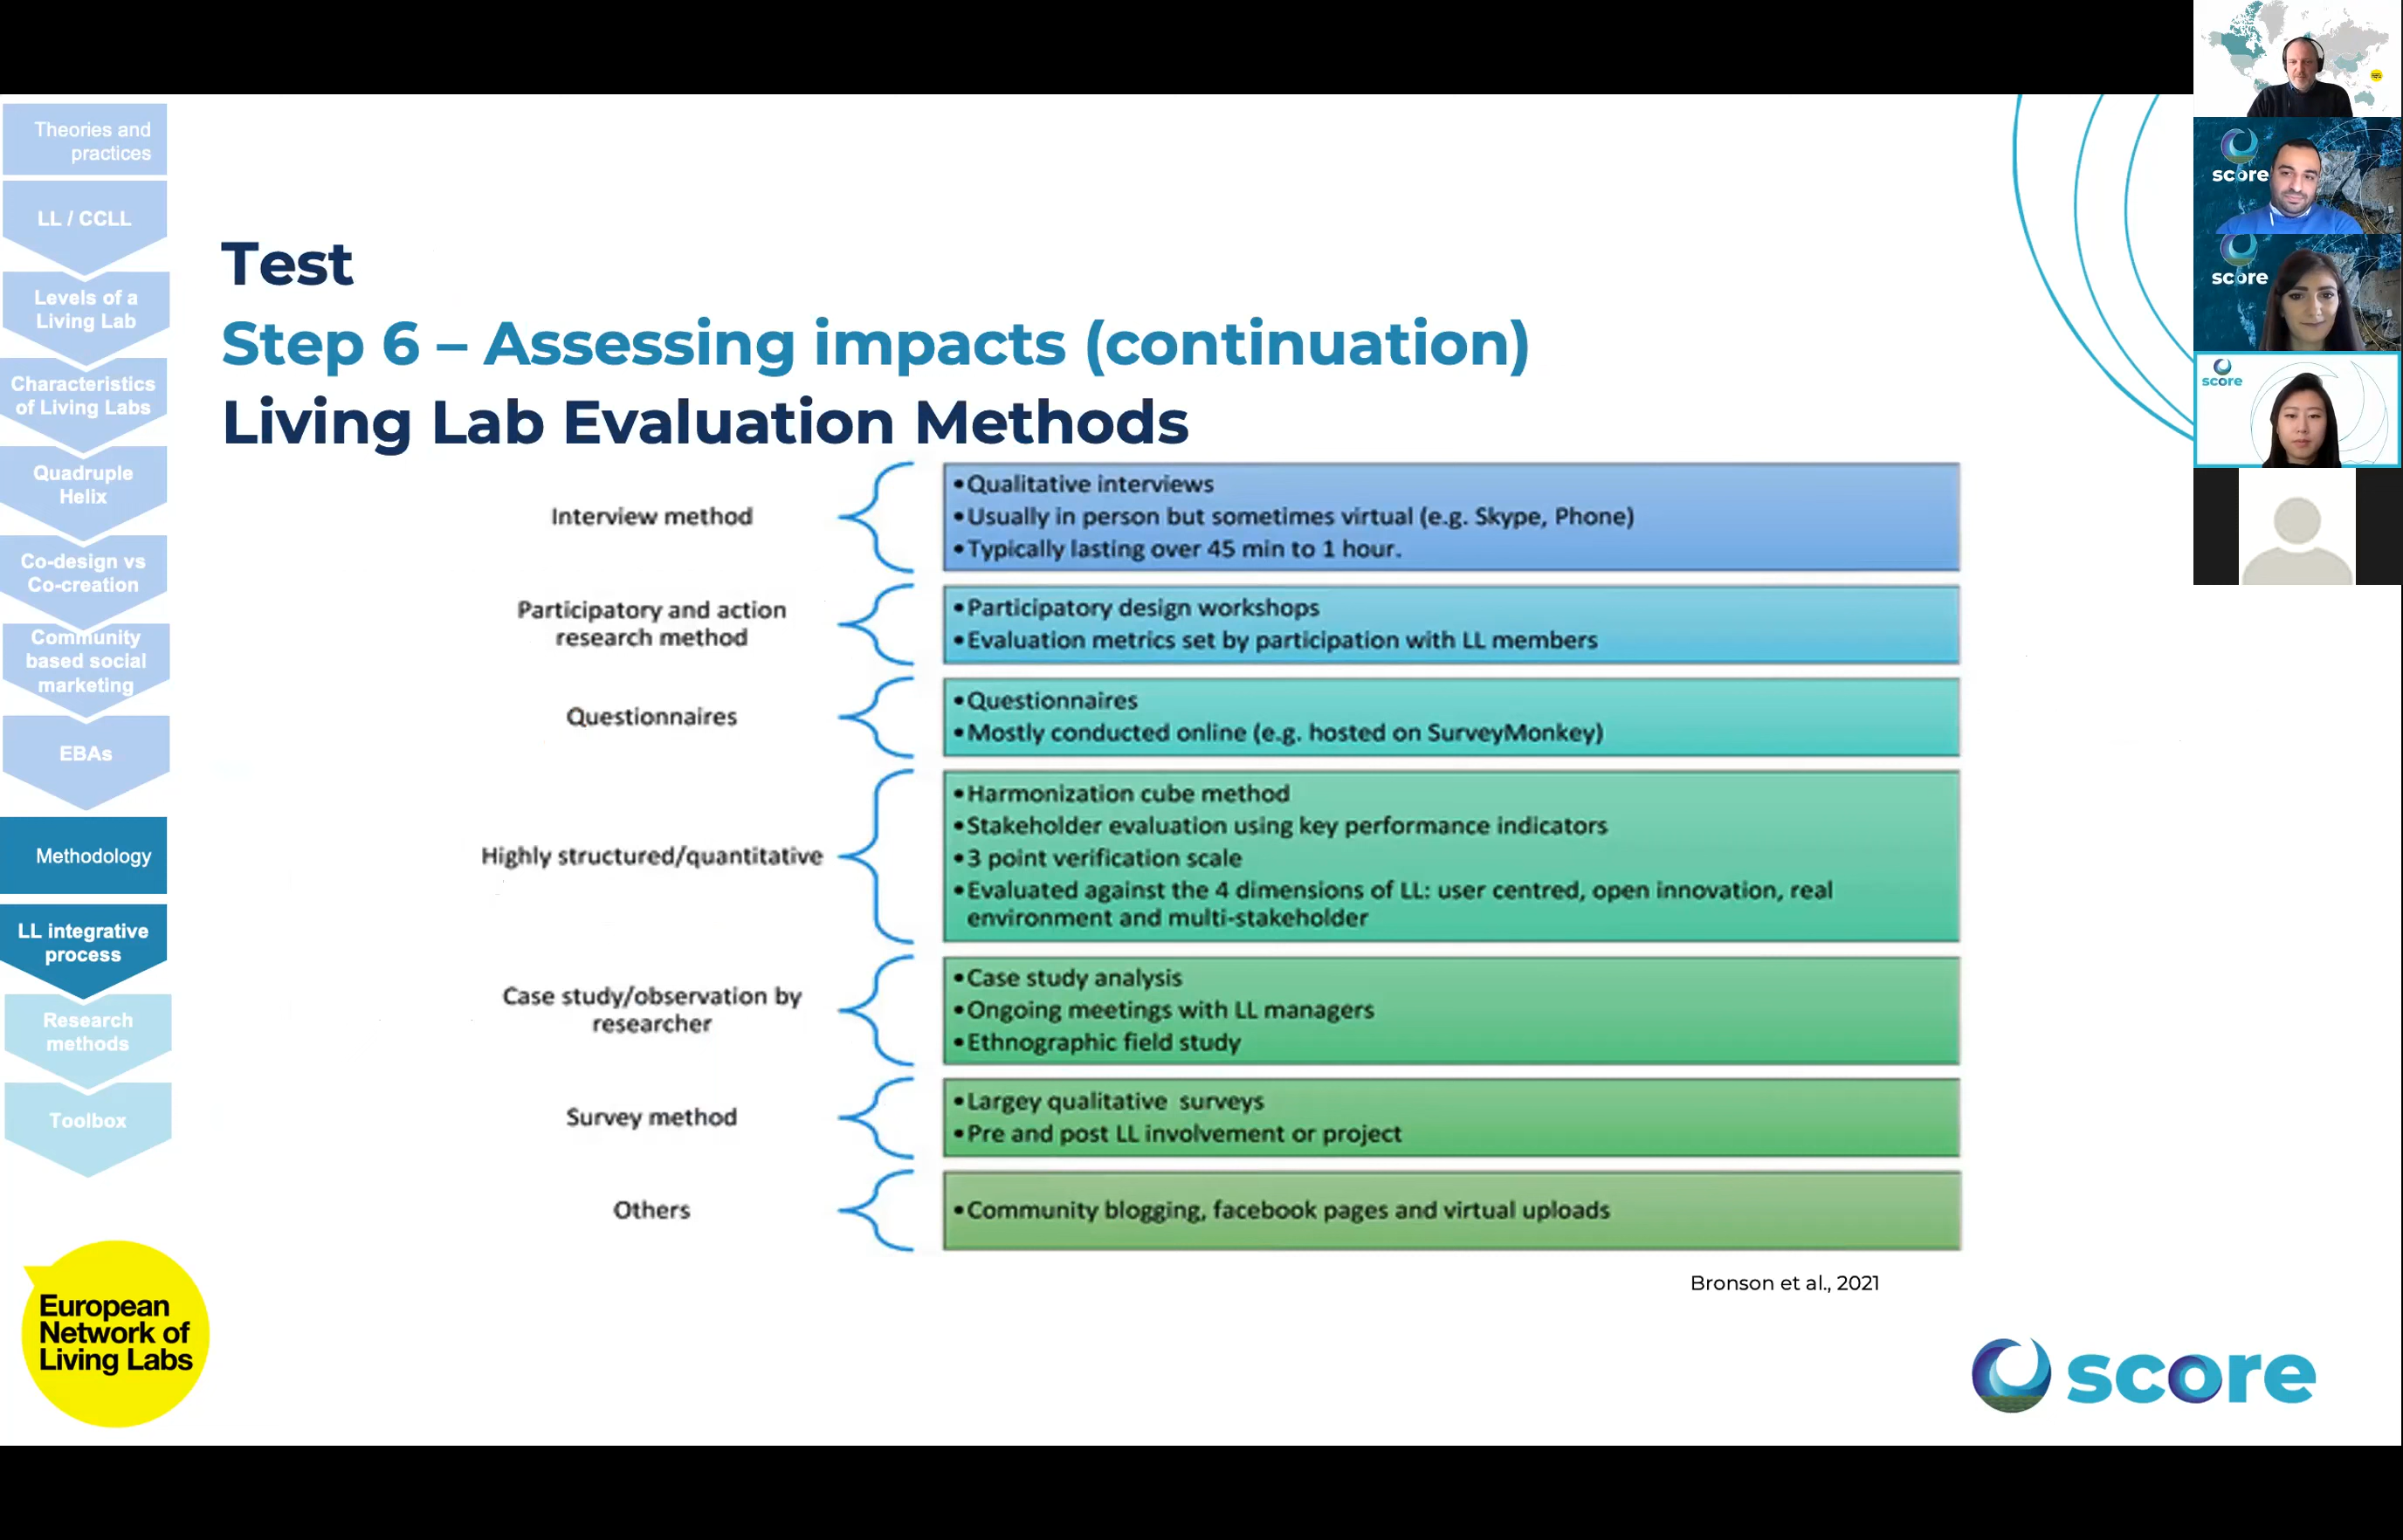 Theories and
practices
LL / CCLL
Levels of a
Living Lab
Characteristics
of Living Labs
Quadruple
Helix
Co-design vs
Co-creation
Community
based social
marketing
EBAs
Methodology
LL integrative
process
Research
methods
Toolbox
European
Network of
Living Labs
Test
Step 6 – Assessing impacts (continuation)
Living Lab Evaluation Methods
Interview method
•Qualitative interviews
•Usually in person but sometimes virtual (e.g. Skype, Phone)
•Typically lasting over 45 min to 1 hour.
Participatory and action
research method
•Participatory design workshops
•Evaluation metrics set by participation with LL members
Questionnaires
•Questionnaires
•Mostly conducted online (e.g. hosted on SurveyMonkey)
Highly structured/quantitative
•Harmonization cube method
•Stakeholder evaluation using key performance indicators
•3 point verification scale
•Evaluated against the 4 dimensions of LL: user centred, open innovation, real
environment and multi-stakeholder
Case study/observation by
researcher
•Case study analysis
•Ongoing meetings with LL managers
•Ethnographic field study
Survey method
•Largey qualitative surveys
•Pre and post LL involvement or project
Others
•Community blogging, facebook pages and virtual uploads
Bronson et al., 2021
score
score
score
score